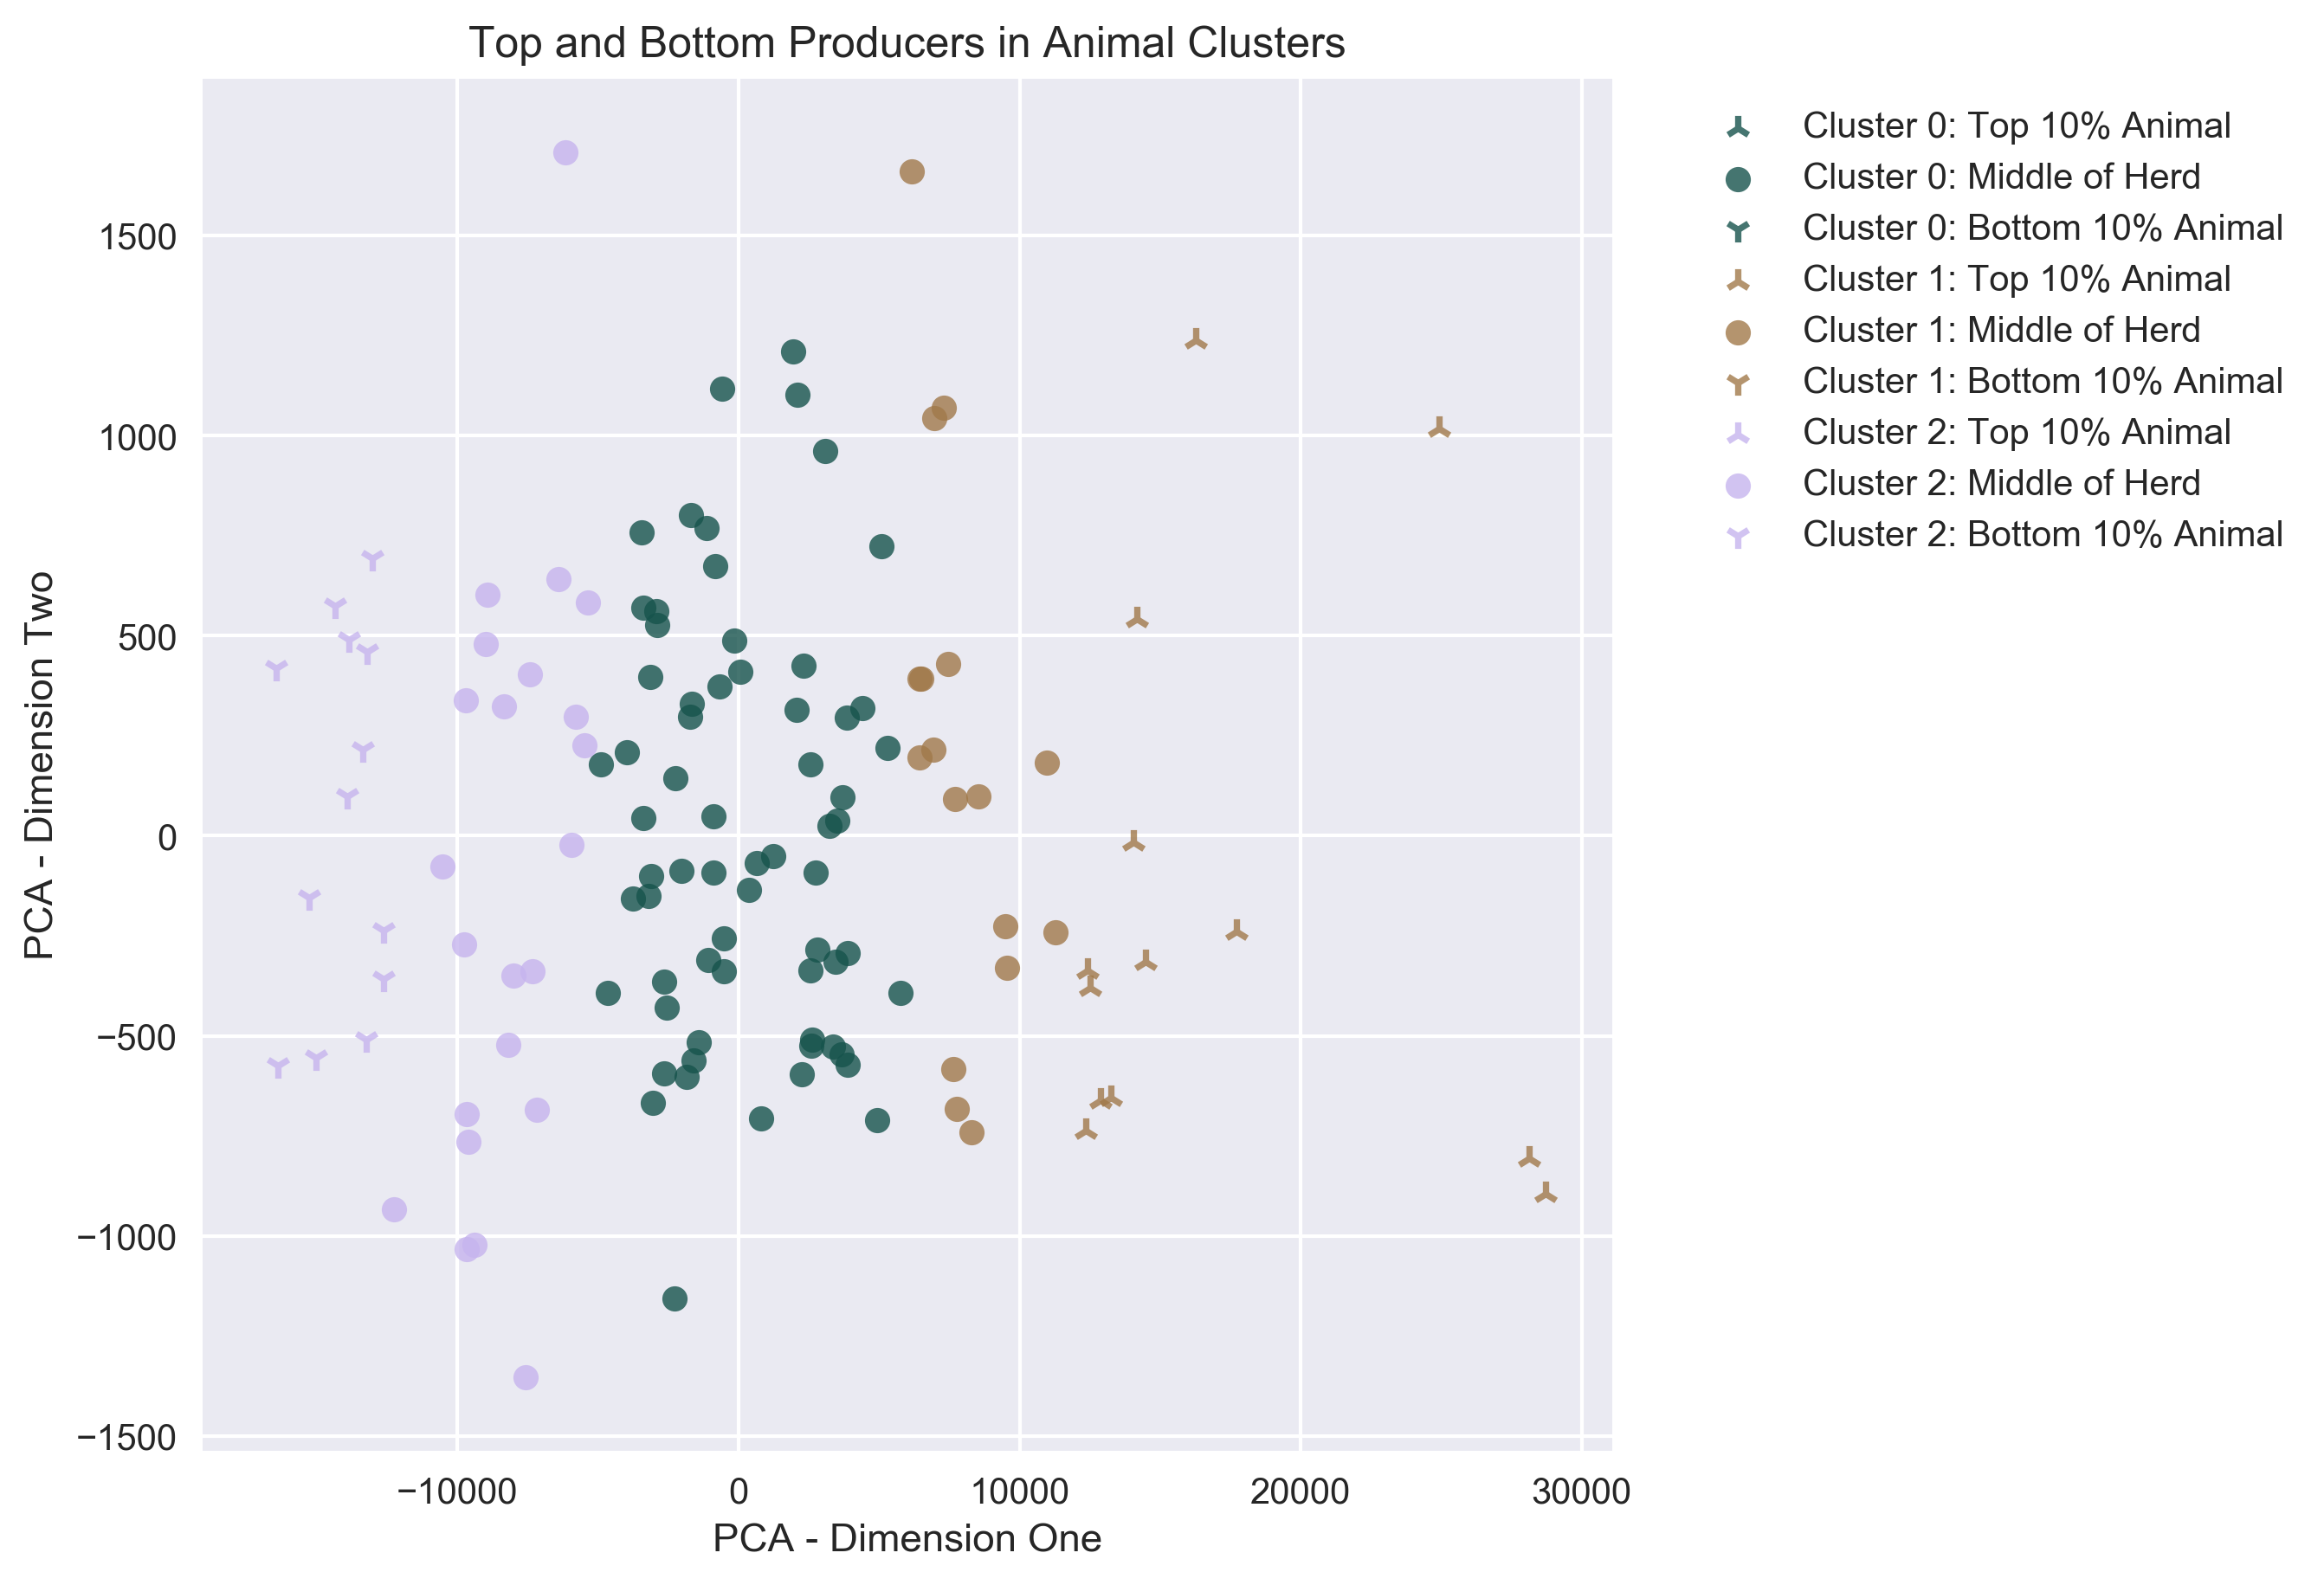 Top and Bottom Producers in Animal Clusters
Cluster 0: Top 10% Animal
Cluster 0: Middle of Herd
Cluster 0: Bottom 10% Animal
Cluster 1: Top 10% Animal
Cluster 1: Middle of Herd
Cluster 1: Bottom 10% Animal
Cluster 2: Top 10% Animal
Cluster 2: Middle of Herd
Cluster 2: Bottom 10% Animal
PCA - Dimension Two
1500
1000
500
0
−500
−1000
−1500
−10000
0
10000
20000
30000
PCA - Dimension One